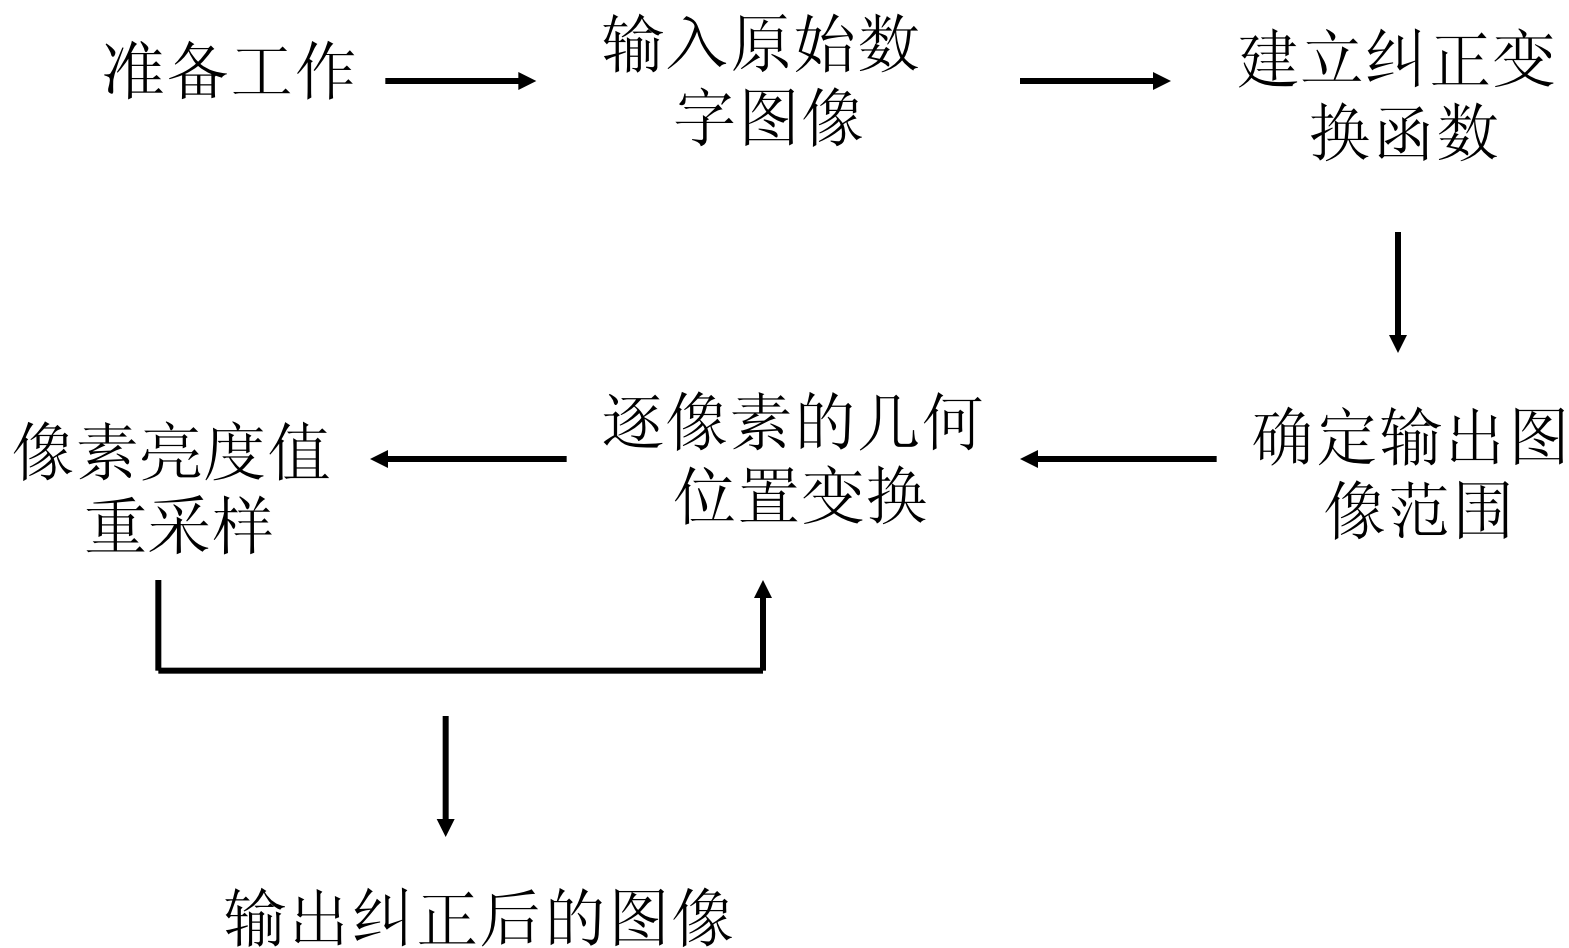 准备工作
输入原始数
字图像
建立纠正变
换函数
确定输出图
像范围
逐像素的几何
位置变换
像素亮度值
重采样
输出纠正后的图像